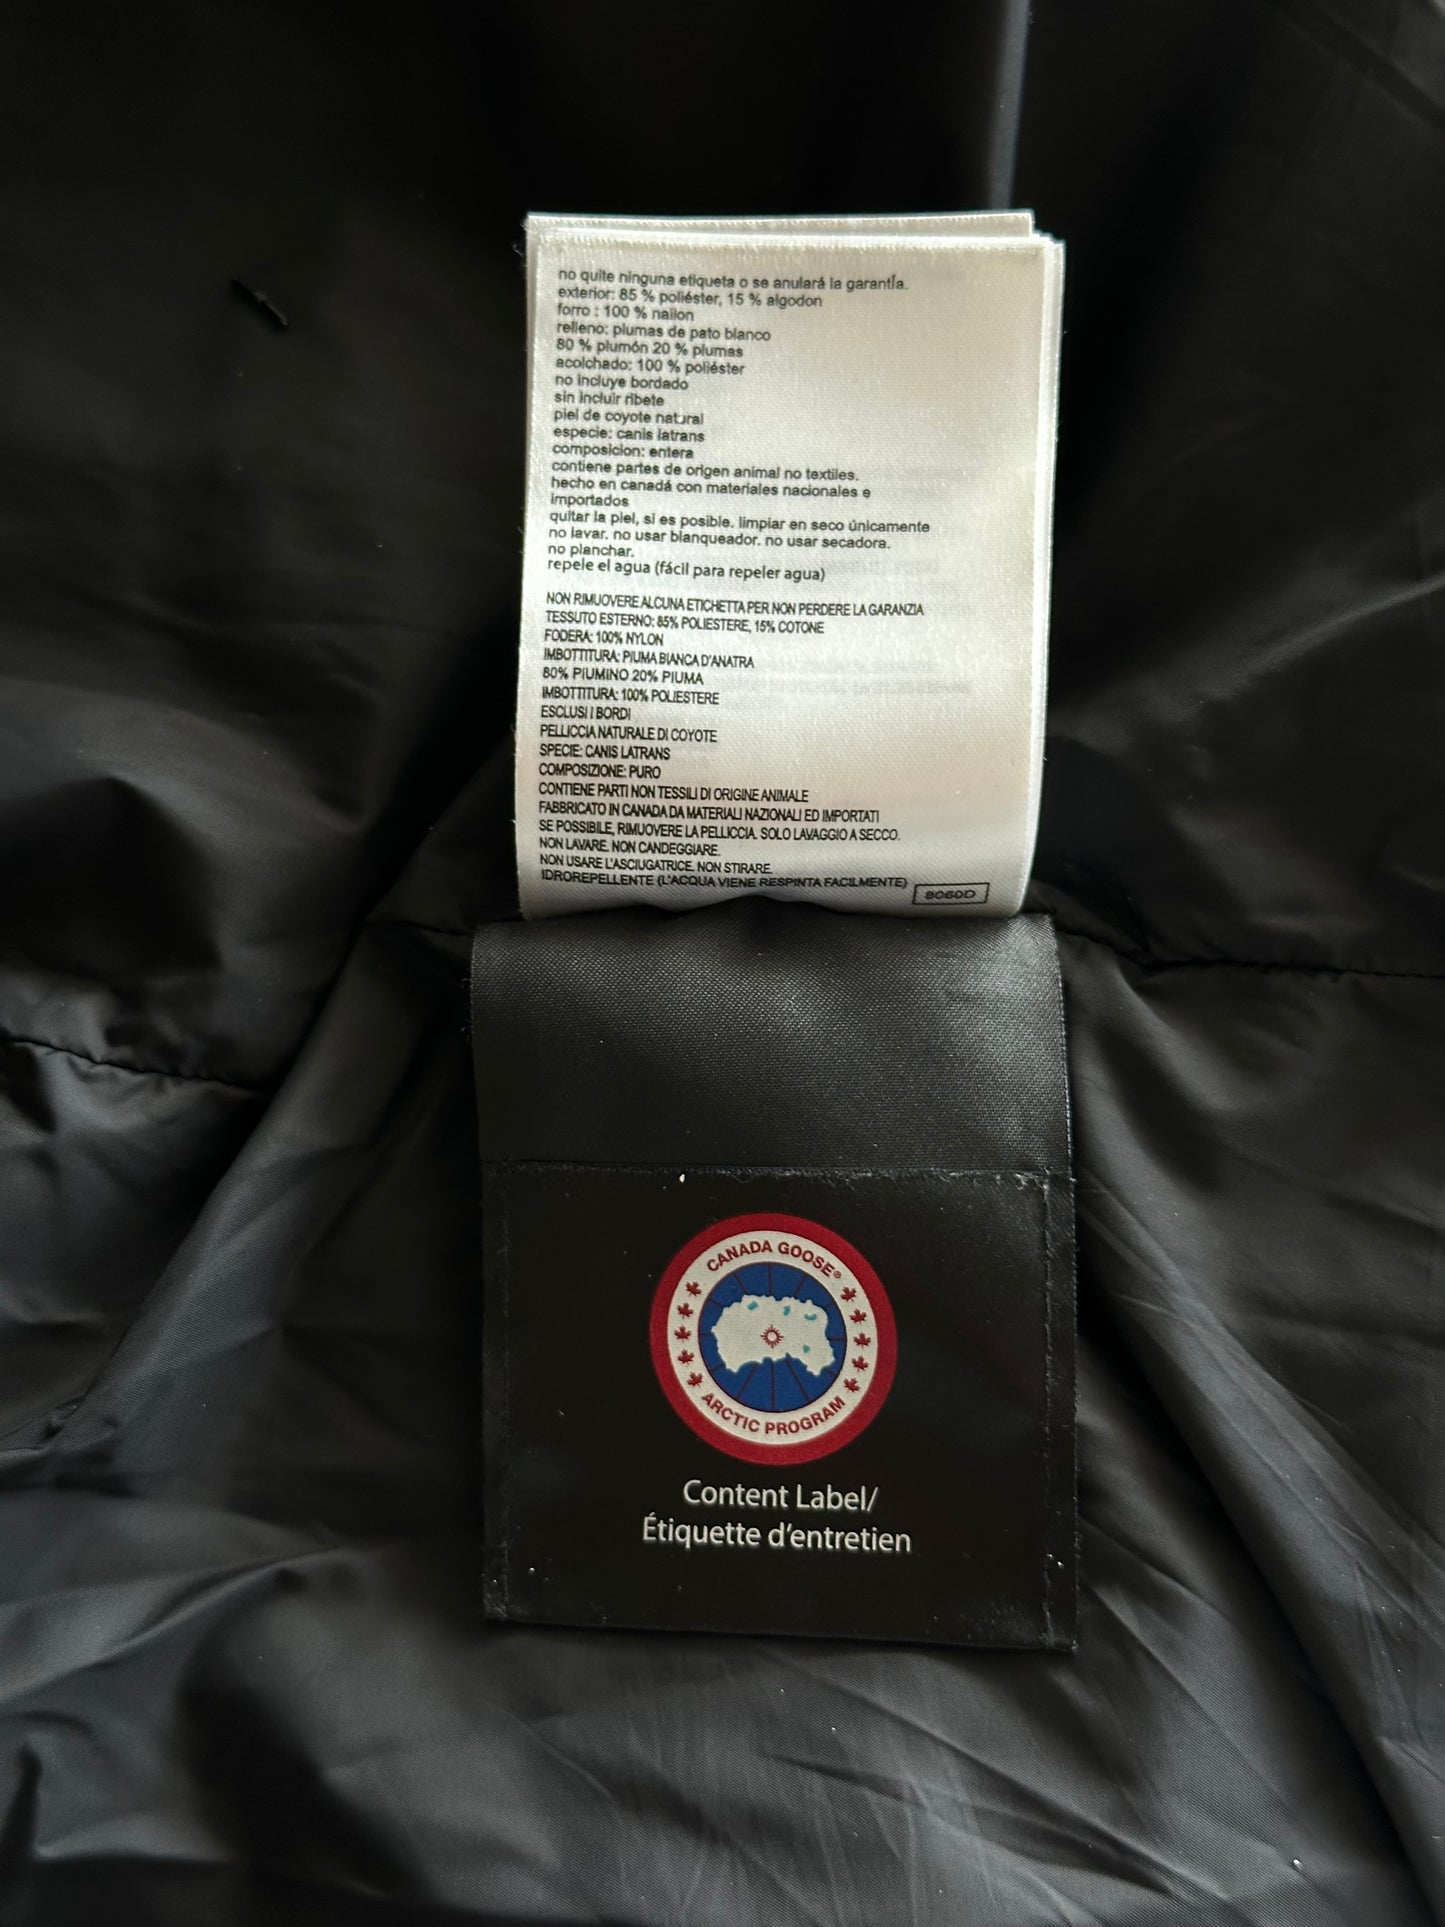 no quite ninguna etiqueta o se anulará la garantía.
exterior: 85 % poliéster, 15 % algodon
forro : 100 % nailon
relleno: plumas de pato blanco
80 % plumón 20 % plumas
acolchado: 100 % poliéster
no incluye bordado
sin incluir ribete
piel de coyote natural
especie: canis latrans
composicion: entera
contiene partes de origen animal no textiles.
hecho en canadá con materiales nacionales e
importados
quitar la piel, si es posible. limpiar en seco únicamente
no lavar. no usar blanqueador. no usar secadora.
no planchar.
repele el agua (fácil para repeler agua)
NON RIMUOVERE ALCUNA ETICHETTA PER NON PERDERE LA GARANZIA
TESSUTO ESTERNO: 85% POLIESTERE, 15% COTONE
FODERA: 100% NYLON
IMBOTTITURA: PIUMA BIANCA D'ANATRA
80% PIUMINO 20% PIUMA
IMBOTTITURA: 100% POLIESTERE
ESCLUSI I BORDI
PELLICCIA NATURALE DI COYOTE
SPECIE: CANIS LATRANS
COMPOSIZIONE: PURO
CONTIENE PARTI NON TESSILI DI ORIGINE ANIMALE
FABBRICATO IN CANADA DA MATERIALI NAZIONALI ED IMPORTATI
SE POSSIBILE, RIMUOVERE LA PELLICCIA. SOLO LAVAGGIO A SECCO.
NON LAVARE. NON CANDEGGIARE.
NON USARE L'ASCIUGATRICE. NON STIRARE.
IDROREPELLENTE (L'ACQUA VIENE RESPINTA FACILMENTE)
8060D
CANADA GOOSE®
ARCTIC PROGRAM
Content Label/
Étiquette d'entretien